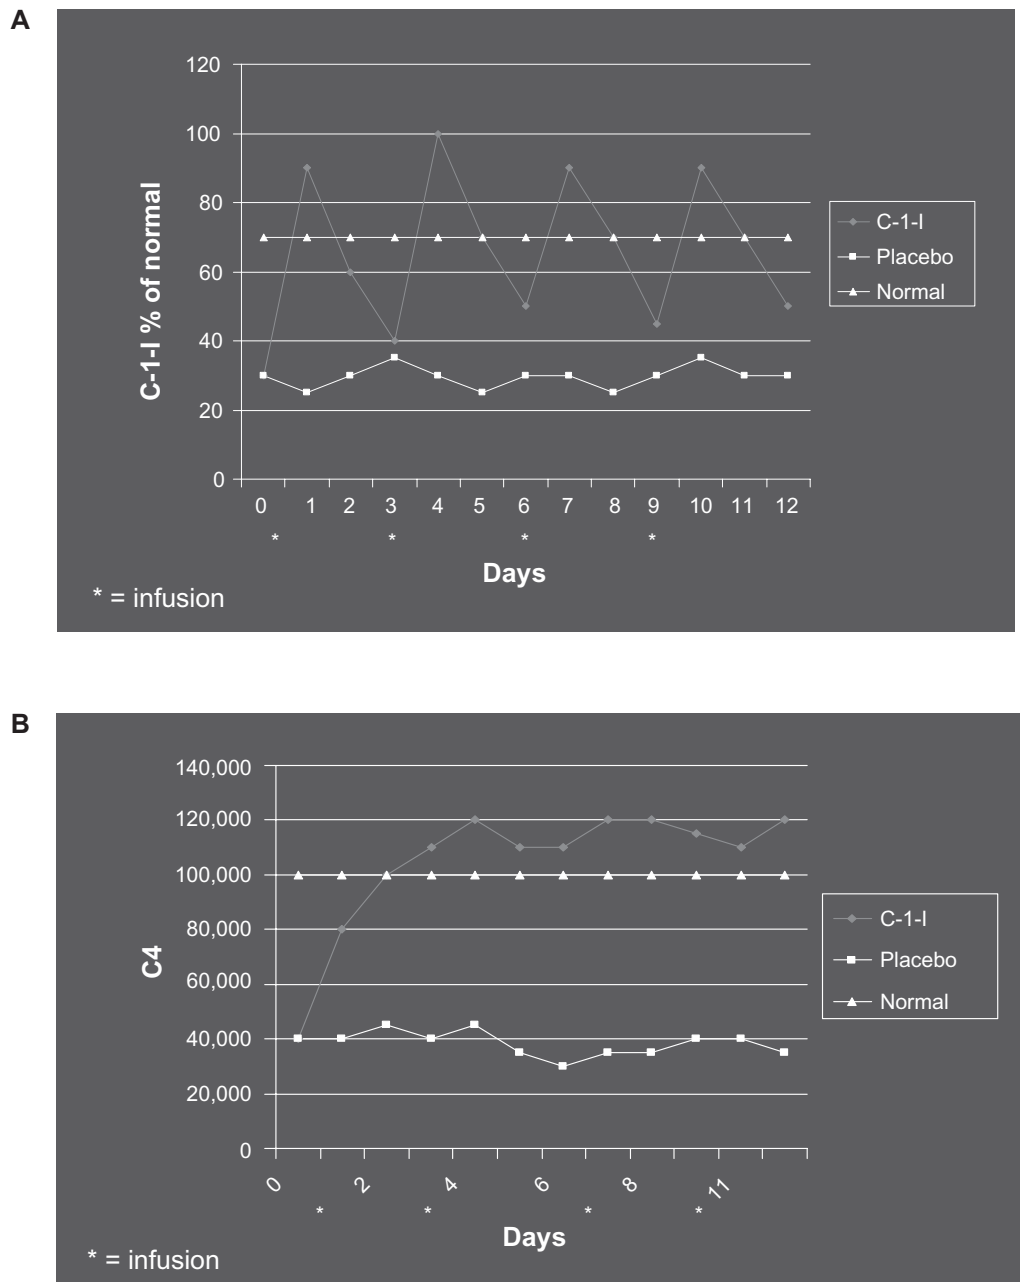 A
120
100
80
60
40
20
0
C-1-I % of normal
C-1-I
Placebo
Normal
0 1 2 3 4 5 6 7 8 9 10 11 12
* * * *
Days
* = infusion
B
140,000
120,000
100,000
80,000
60,000
40,000
20,000
0
C4
C-1-I
Placebo
Normal
0 2 4 6 8 11
* * * *
Days
* = infusion